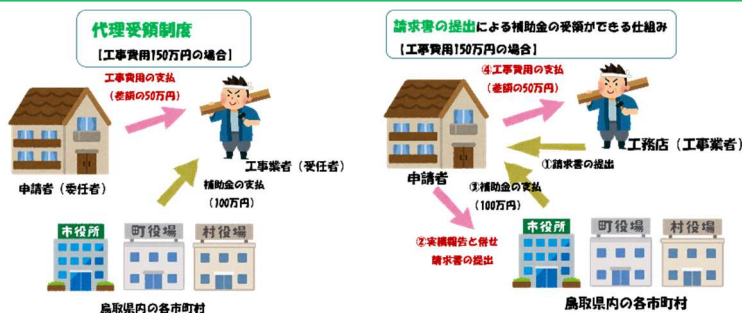 代理受領制度
【工事費用150万円の場合】
工事費用の支払
（差額の50万円）
申請者（委任者）
工事業者（受任者）
補助金の支払
（100万円）
市役所
町役場
村役場
鳥取県内の各市町村
請求書の提出による補助金の受領ができる仕組み
【工事費用150万円の場合】
④工事費用の支払
（差額の50万円）
工務店（工事業者）
①請求書の提出
申請者
③補助金の支払
（100万円）
②実績報告と併せ
請求書の提出
市役所
町役場
村役場
鳥取県内の各市町村